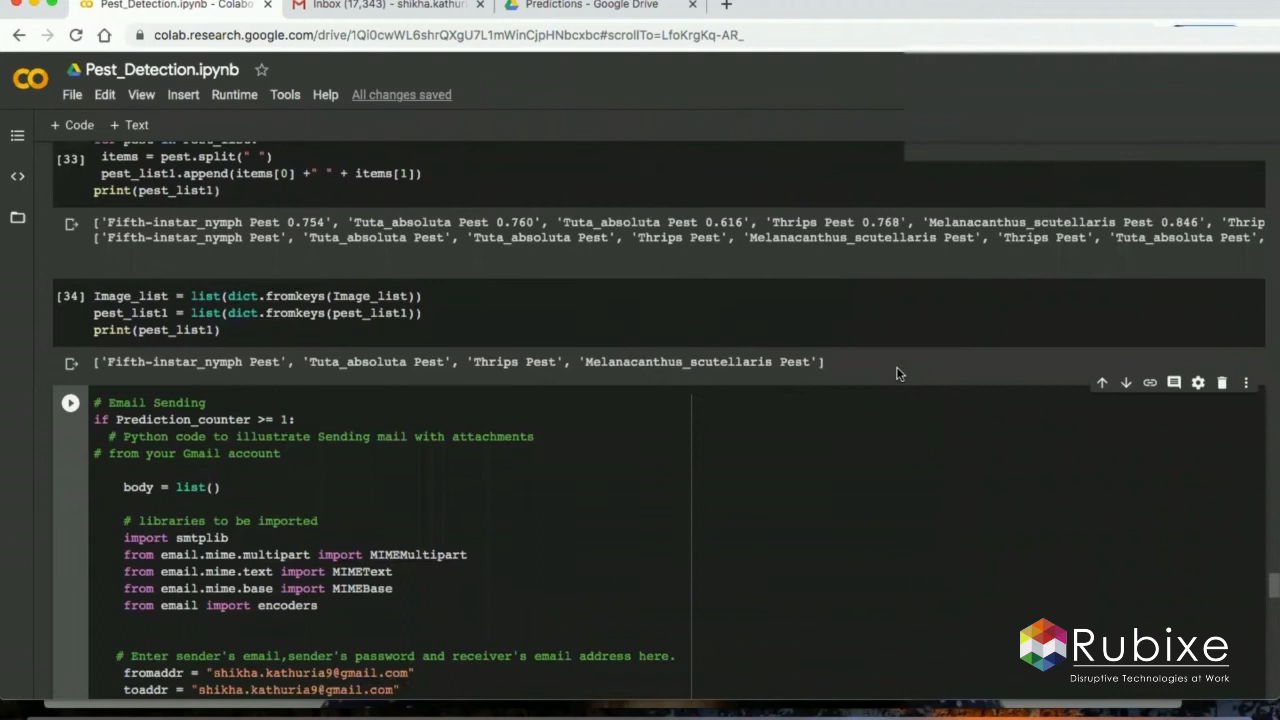 Pest_Detection.ipynb - Colabo
Inbox (17,343) - shikha.kathur
Predictions - Google Drive
colab.research.google.com/drive/1Qi0cwWL6shrQXgU7L1mWinCjpHNbcxbc#scrollTo=LfoKrgKq-AR_
Pest_Detection.ipynb
File Edit View Insert Runtime Tools Help All changes saved
+ Code + Text
[33] items = pest.split(" ")
pest_list1.append(items[0] +" " + items[1])
print(pest_list1)
['Fifth-instar_nymph Pest 0.754', 'Tuta_absoluta Pest 0.760', 'Tuta_absoluta Pest 0.616', 'Thrips Pest 0.768', 'Melanacanthus_scutellaris Pest 0.846', 'Thrip
['Fifth-instar_nymph Pest', 'Tuta_absoluta Pest', 'Tuta_absoluta Pest', 'Thrips Pest', 'Melanacanthus_scutellaris Pest', 'Thrips Pest', 'Tuta_absoluta Pest',
[34] Image_list = list(dict.fromkeys(Image_list))
pest_list1 = list(dict.fromkeys(pest_list1))
print(pest_list1)
['Fifth-instar_nymph Pest', 'Tuta_absoluta Pest', 'Thrips Pest', 'Melanacanthus_scutellaris Pest']
# Email Sending
if Prediction_counter >= 1:
# Python code to illustrate Sending mail with attachments
# from your Gmail account
body = list()
# libraries to be imported
import smtplib
from email.mime.multipart import MIMEMultipart
from email.mime.text import MIMEText
from email.mime.base import MIMEBase
from email import encoders
# Enter sender's email,sender's password and receiver's email address here.
fromaddr = "shikha.kathuria9@gmail.com"
toaddr = "shikha.kathuria9@gmail.com"
Rubixe
Disruptive Technologies at Work